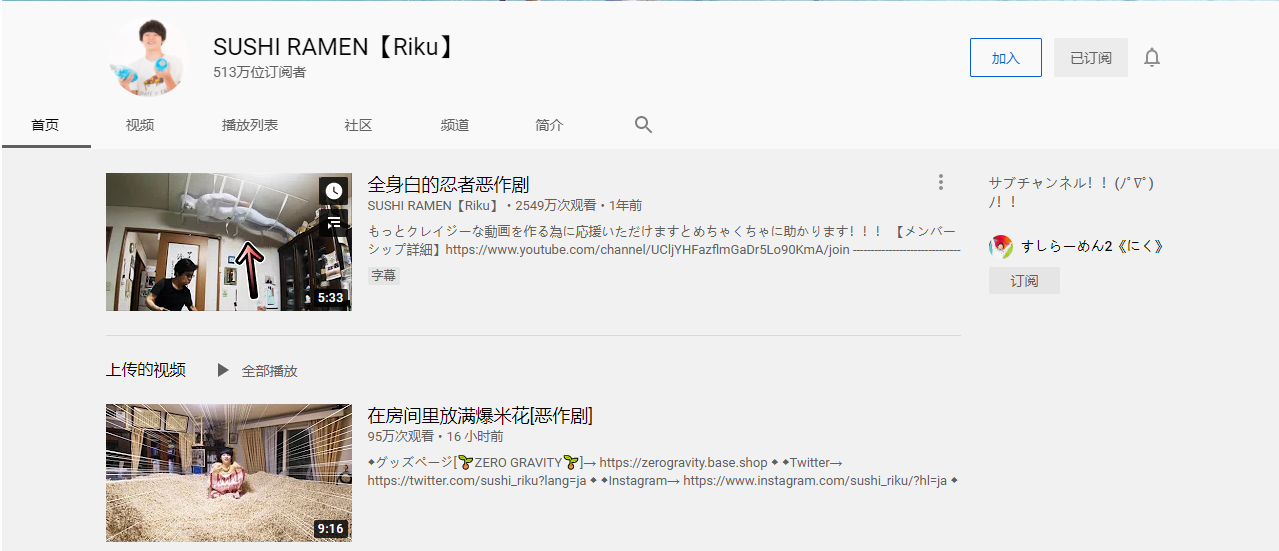 SUSHI RAMEN【Riku】
513万位订阅者
加入
已订阅
首页
视频
播放列表
社区
频道
简介
全身白的忍者恶作剧
SUSHI RAMEN【Riku】 • 2549万次观看 • 1年前
もっとクレイジーな動画を作る為に応援いただけますとめちゃくちゃに助かります！！！ 【メンバー
シップ詳細】https://www.youtube.com/channel/UCljYHFazflmGaDr5Lo90KmA/join ------------------------------
字幕
5:33
サブチャンネル！！(ﾉﾟ∇ﾟ)
ﾉ！！
すしらーめん2《にく》
订阅
上传的视频
全部播放
在房间里放满爆米花[恶作剧]
95万次观看 • 16 小时前
◆グッズページ[🌱ZERO GRAVITY🌱]→ https://zerogravity.base.shop ◆ ◆Twitter→
https://twitter.com/sushi_riku?lang=ja ◆ ◆Instagram→ https://www.instagram.com/sushi_riku/?hl=ja ◆
9:16